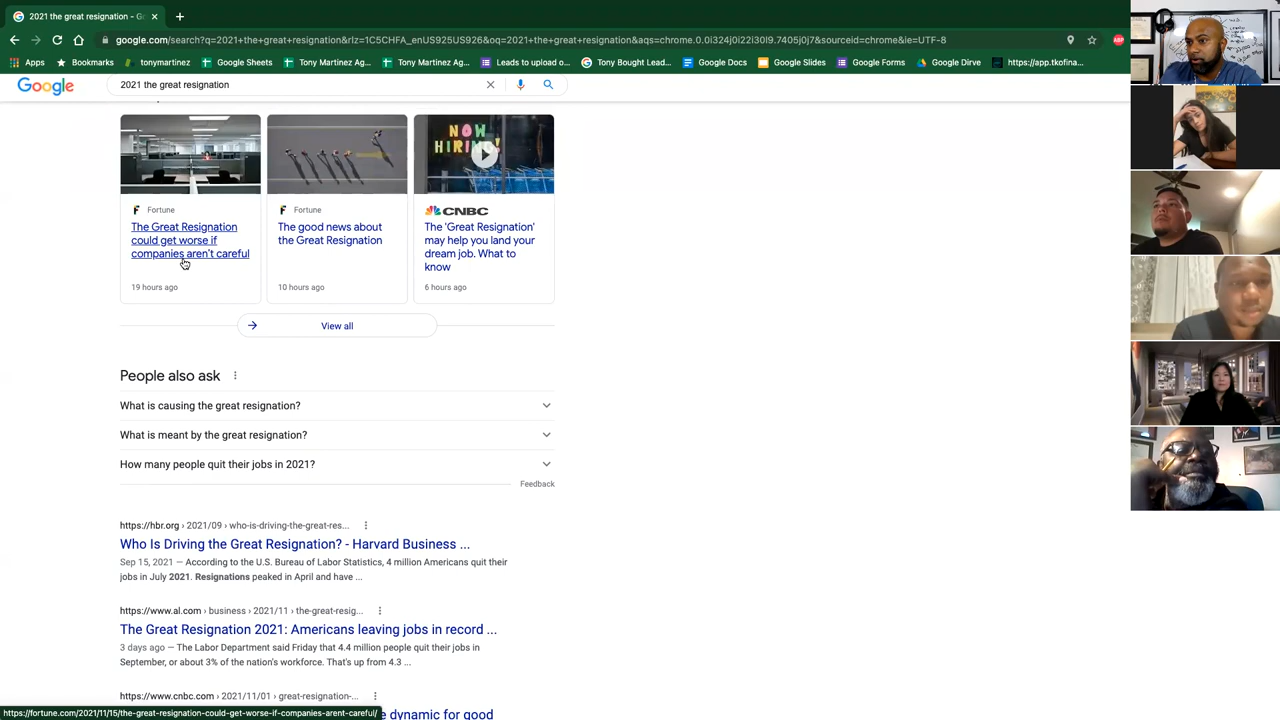 2021 the great resignation - Go
google.com/search?q=2021+the+great+resignation&rlz=1C5CHFA_enUS925US926&oq=2021+the+great+resignation&aqs=chrome.0.0i324j0i22i30l9.7405j0j7&sourceid=chrome&ie=UTF-8
Apps Bookmarks tonymartinez Google Sheets Tony Martinez Ag... Tony Martinez Ag... Leads to upload o... Tony Bought Lead... Google Docs Google Slides Google Forms Google Dirve https://app.tkofina...
Google
2021 the great resignation
NOW
HIRING!
Fortune
The Great Resignation
could get worse if
companies aren't careful
19 hours ago
Fortune
The good news about
the Great Resignation
10 hours ago
CNBC
The 'Great Resignation'
may help you land your
dream job. What to
know
6 hours ago
View all
People also ask
What is causing the great resignation?
What is meant by the great resignation?
How many people quit their jobs in 2021?
Feedback
https://hbr.org › 2021/09 › who-is-driving-the-great-res...
Who Is Driving the Great Resignation? - Harvard Business ...
Sep 15, 2021 — According to the U.S. Bureau of Labor Statistics, 4 million Americans quit their
jobs in July 2021. Resignations peaked in April and have ...
https://www.al.com › business › 2021/11 › the-great-resig...
The Great Resignation 2021: Americans leaving jobs in record ...
3 days ago — The Labor Department said Friday that 4.4 million people quit their jobs in
September, or about 3% of the nation's workforce. That's up from 4.3 ...
https://www.cnbc.com › 2021/11/01 › great-resignation-...
dynamic for good
https://fortune.com/2021/11/15/the-great-resignation-could-get-worse-if-companies-arent-careful/